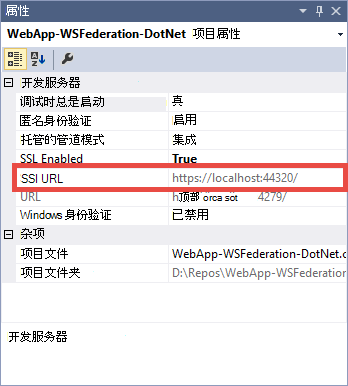 属性
WebApp-WSFederation-DotNet 项目属性
开发服务器
调试时总是启动 真
匿名身份验证 启用
托管的管道模式 集成
SSL Enabled True
SSI URL https://localhost:44320/
URL h顶部 örca söt 4279/
Windows 身份验证 已禁用
杂项
项目文件 WebApp-WSFederation-DotNet.c
项目文件夹 D:\Repos\WebApp-WSFederation
开发服务器